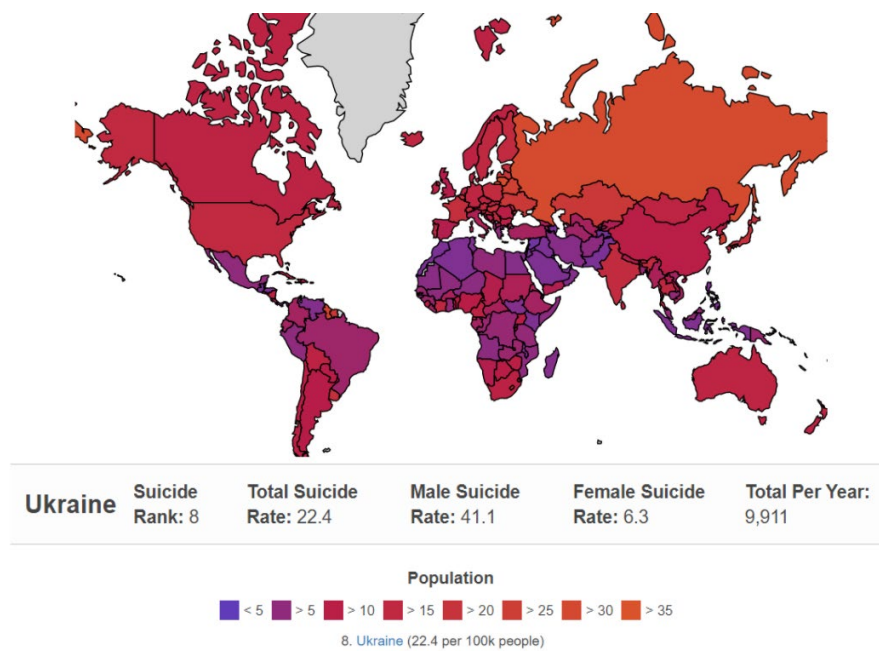 Ukraine
Suicide Rank: 8
Total Suicide Rate: 22.4
Male Suicide Rate: 41.1
Female Suicide Rate: 6.3
Total Per Year: 9,911
Population
< 5 > 5 > 10 > 15 > 20 > 25 > 30 > 35
8. Ukraine (22.4 per 100k people)